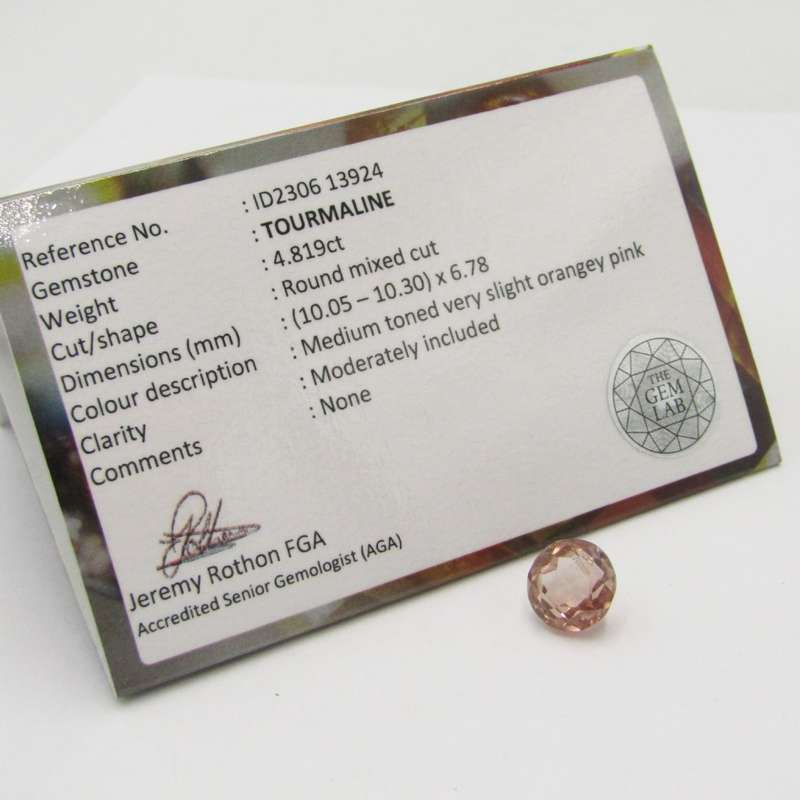 Reference No. : ID2306 13924
Gemstone : TOURMALINE
Weight : 4.819ct
Cut/shape : Round mixed cut
Dimensions (mm) : (10.05 – 10.30) x 6.78
Colour description : Medium toned very slight orangey pink
Clarity : Moderately included
Comments : None
THE
GEM
LAB
Jeremy Rothon FGA
Accredited Senior Gemologist (AGA)